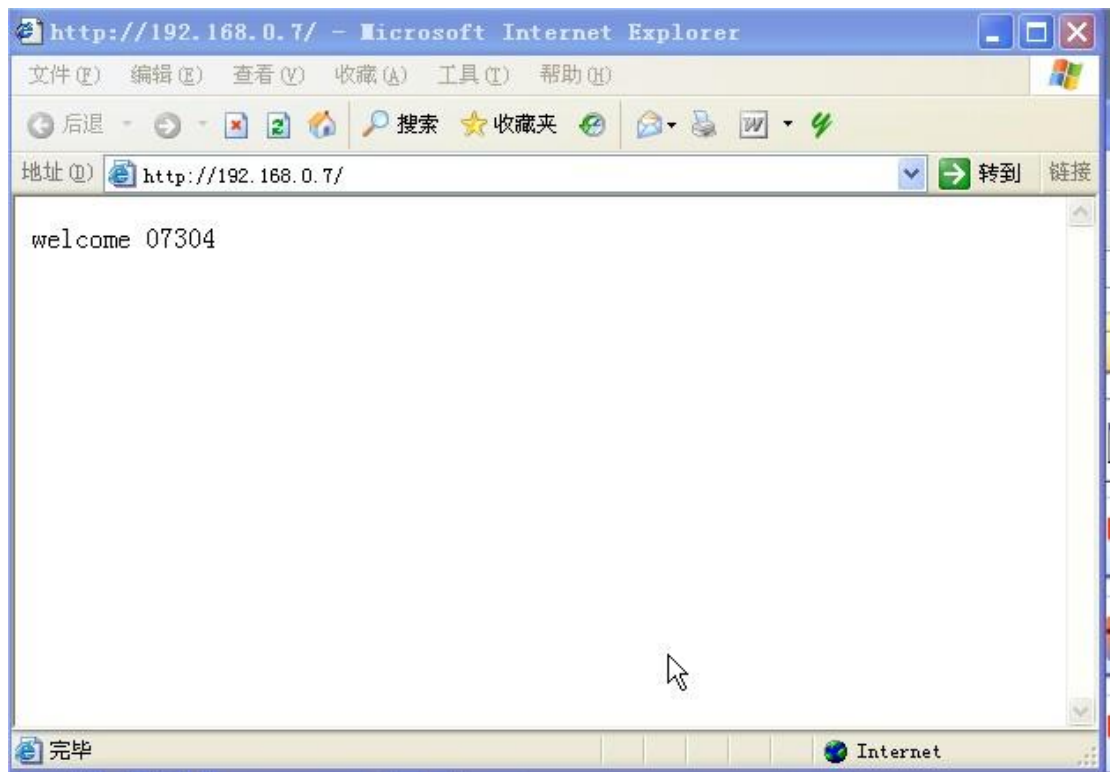 http://192.168.0.7/ - Microsoft Internet Explorer
文件(F) 编辑(E) 查看(V) 收藏(A) 工具(T) 帮助(H)
后退 搜索 收藏夹
地址(D) http://192.168.0.7/ 转到 链接
welcome 07304
完毕 Internet